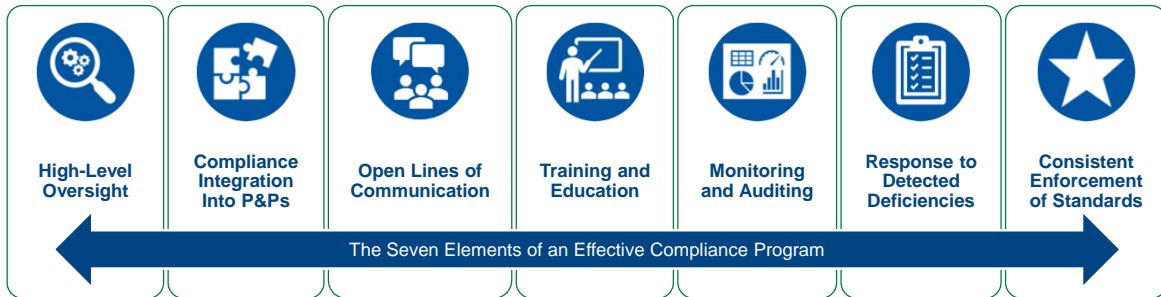 High-Level
Oversight
Compliance
Integration
Into P&Ps
Open Lines of
Communication
Training and
Education
Monitoring
and Auditing
Response to
Detected
Deficiencies
Consistent
Enforcement
of Standards
The Seven Elements of an Effective Compliance Program